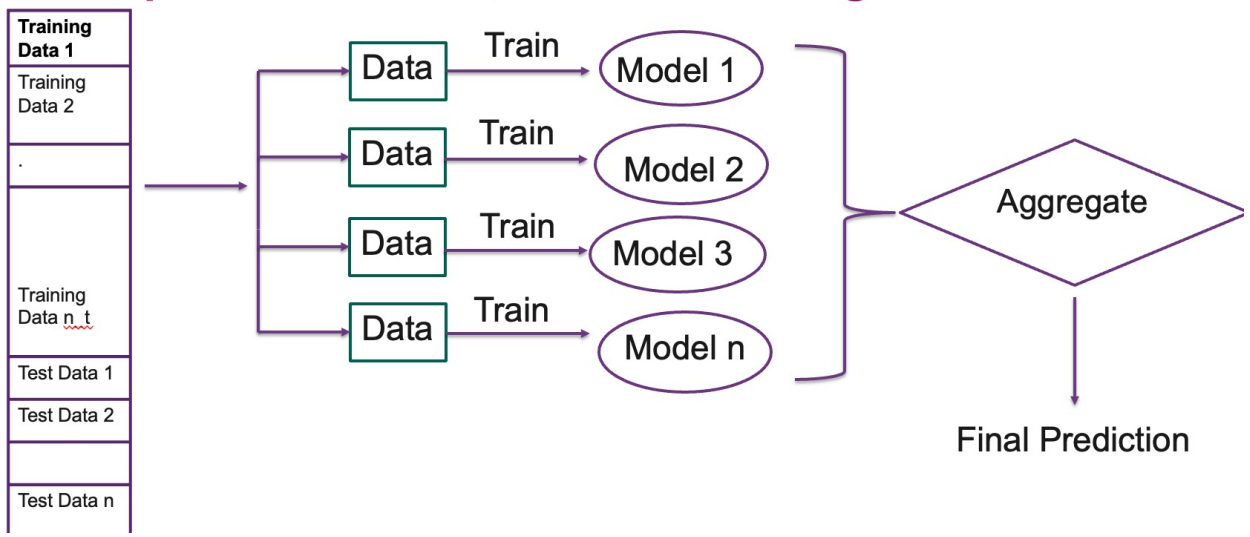 Training
Data 1
Training
Data 2
.
Training
Data n_t
Test Data 1
Test Data 2
Test Data n
Data
Train
Model 1
Data
Train
Model 2
Data
Train
Model 3
Data
Train
Model n
Aggregate
Final Prediction